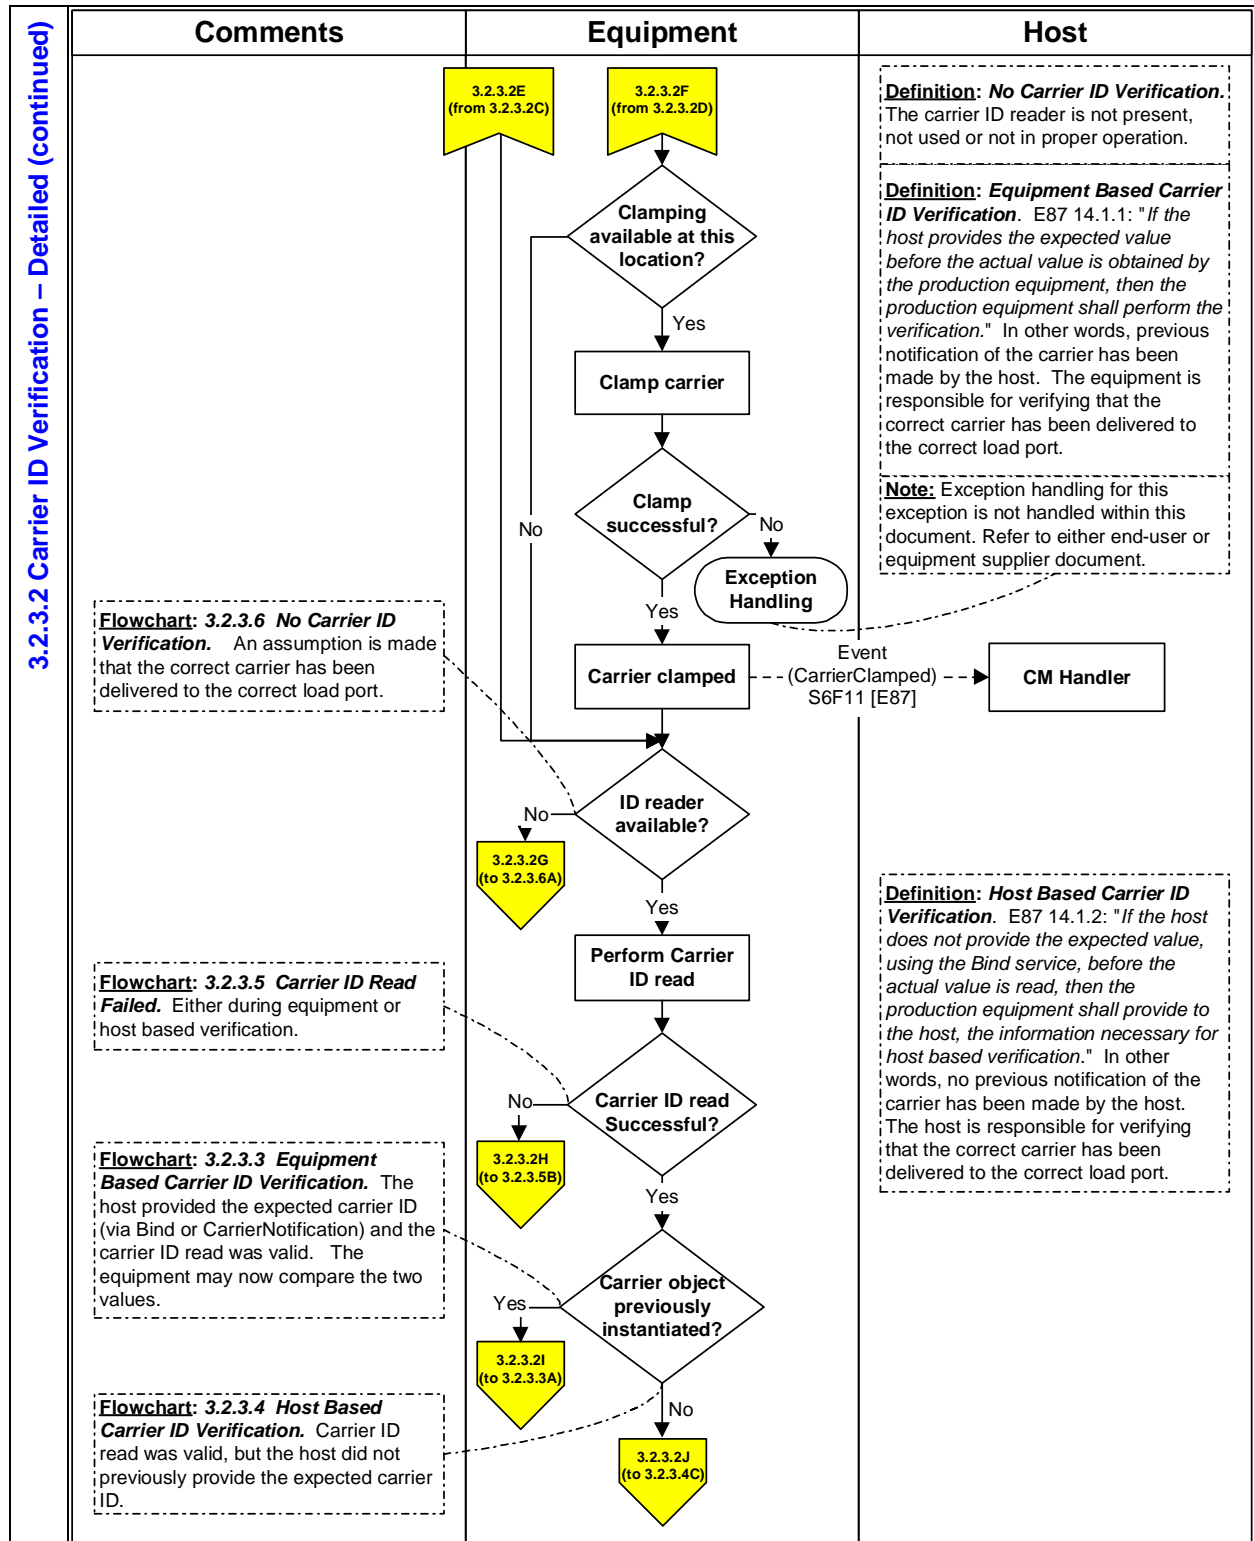 3.2.3.2 Carrier ID Verification – Detailed (continued)
Comments
Equipment
Host
3.2.3.2E
(from 3.2.3.2C)
3.2.3.2F
(from 3.2.3.2D)
Definition: No Carrier ID Verification.
The carrier ID reader is not present,
not used or not in proper operation.
Clamping
available at this
location?
Definition: Equipment Based Carrier
ID Verification. E87 14.1.1: "If the
host provides the expected value
before the actual value is obtained by
the production equipment, then the
production equipment shall perform the
verification." In other words, previous
notification of the carrier has been
made by the host. The equipment is
responsible for verifying that the
correct carrier has been delivered to
the correct load port.
Yes
Clamp carrier
No
Clamp
successful?
No
Note: Exception handling for this
exception is not handled within this
document. Refer to either end-user or
equipment supplier document.
Exception
Handling
Yes
Flowchart: 3.2.3.6 No Carrier ID
Verification. An assumption is made
that the correct carrier has been
delivered to the correct load port.
Carrier clamped
Event
(CarrierClamped)
S6F11 [E87]
CM Handler
ID reader
available?
No
3.2.3.2G
(to 3.2.3.6A)
Yes
Perform Carrier
ID read
Definition: Host Based Carrier ID
Verification. E87 14.1.2: "If the host
does not provide the expected value,
using the Bind service, before the
actual value is read, then the
production equipment shall provide to
the host, the information necessary for
host based verification." In other
words, no previous notification of the
carrier has been made by the host.
The host is responsible for verifying
that the correct carrier has been
delivered to the correct load port.
Flowchart: 3.2.3.5 Carrier ID Read
Failed. Either during equipment or
host based verification.
Carrier ID read
Successful?
No
3.2.3.2H
(to 3.2.3.5B)
Yes
Flowchart: 3.2.3.3 Equipment
Based Carrier ID Verification. The
host provided the expected carrier ID
(via Bind or CarrierNotification) and the
carrier ID read was valid. The
equipment may now compare the two
values.
Carrier object
previously
instantiated?
Yes
3.2.3.2I
(to 3.2.3.3A)
No
Flowchart: 3.2.3.4 Host Based
Carrier ID Verification. Carrier ID
read was valid, but the host did not
previously provide the expected carrier
ID.
3.2.3.2J
(to 3.2.3.4C)